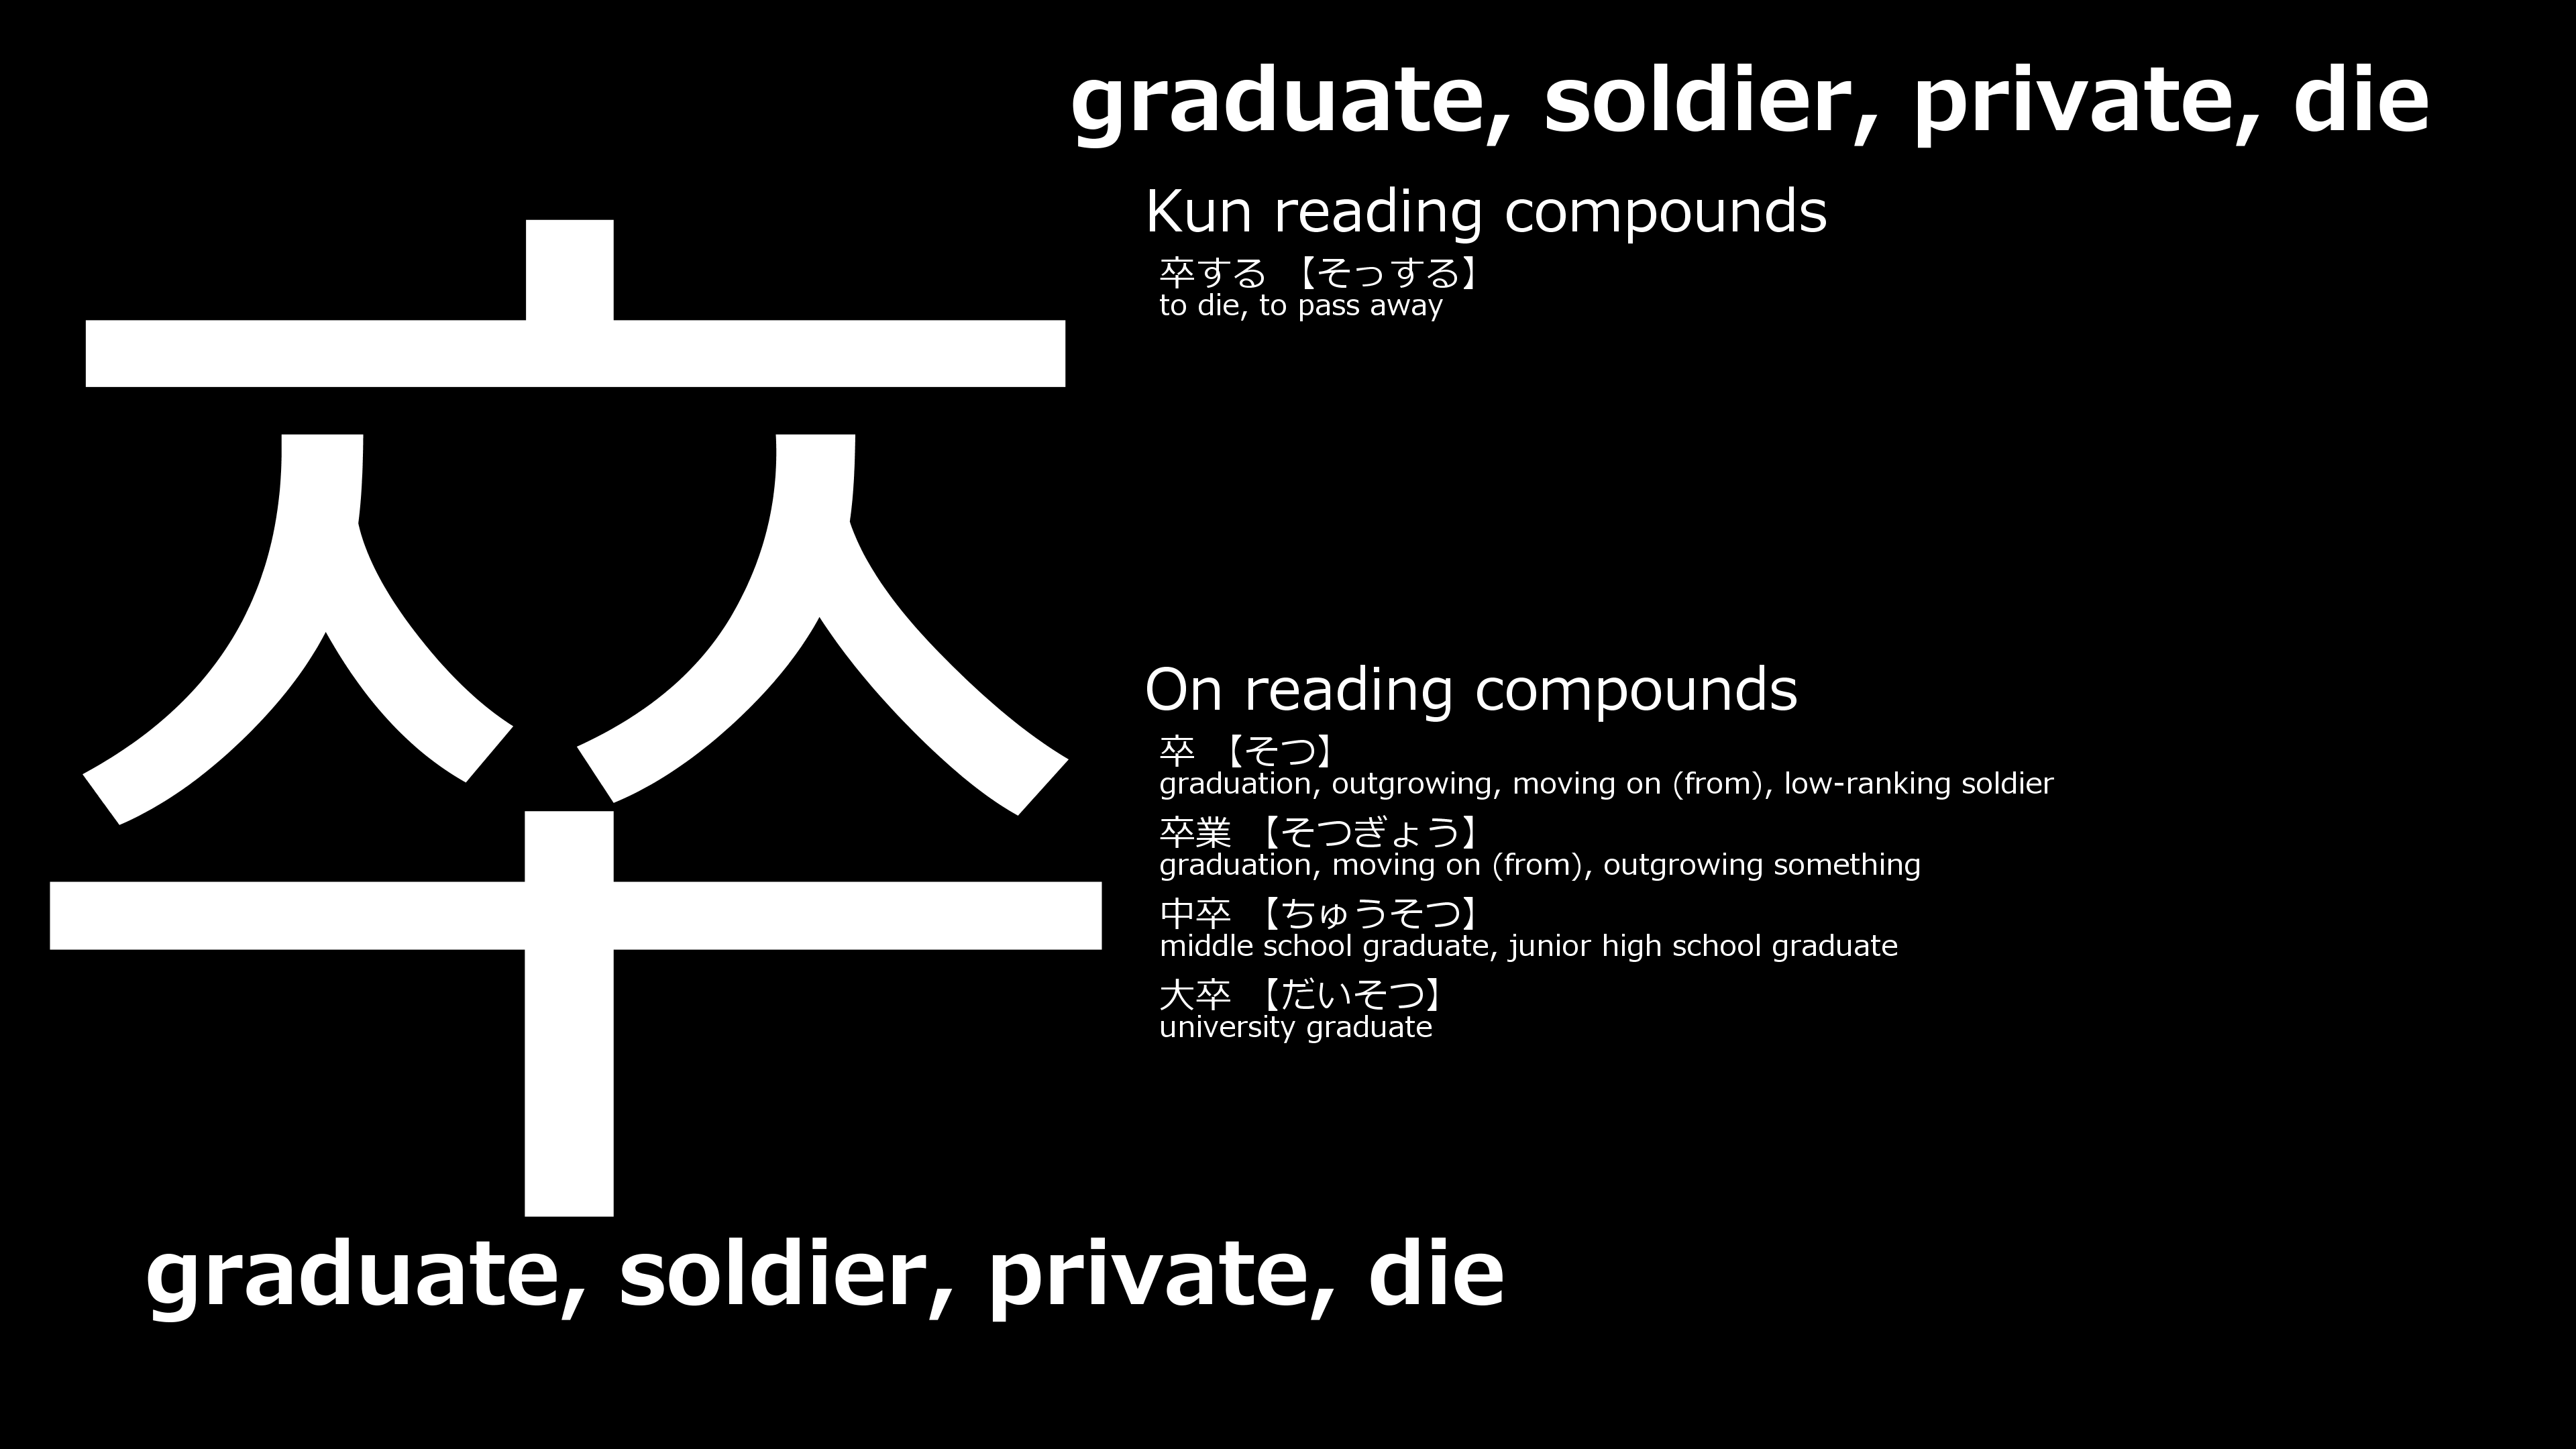 卒
graduate, soldier, private, die
Kun reading compounds
卒する 【そっする】
to die, to pass away
On reading compounds
卒 【そつ】
graduation, outgrowing, moving on (from), low-ranking soldier
卒業 【そつぎょう】
graduation, moving on (from), outgrowing something
中卒 【ちゅうそつ】
middle school graduate, junior high school graduate
大卒 【だいそつ】
university graduate
graduate, soldier, private, die